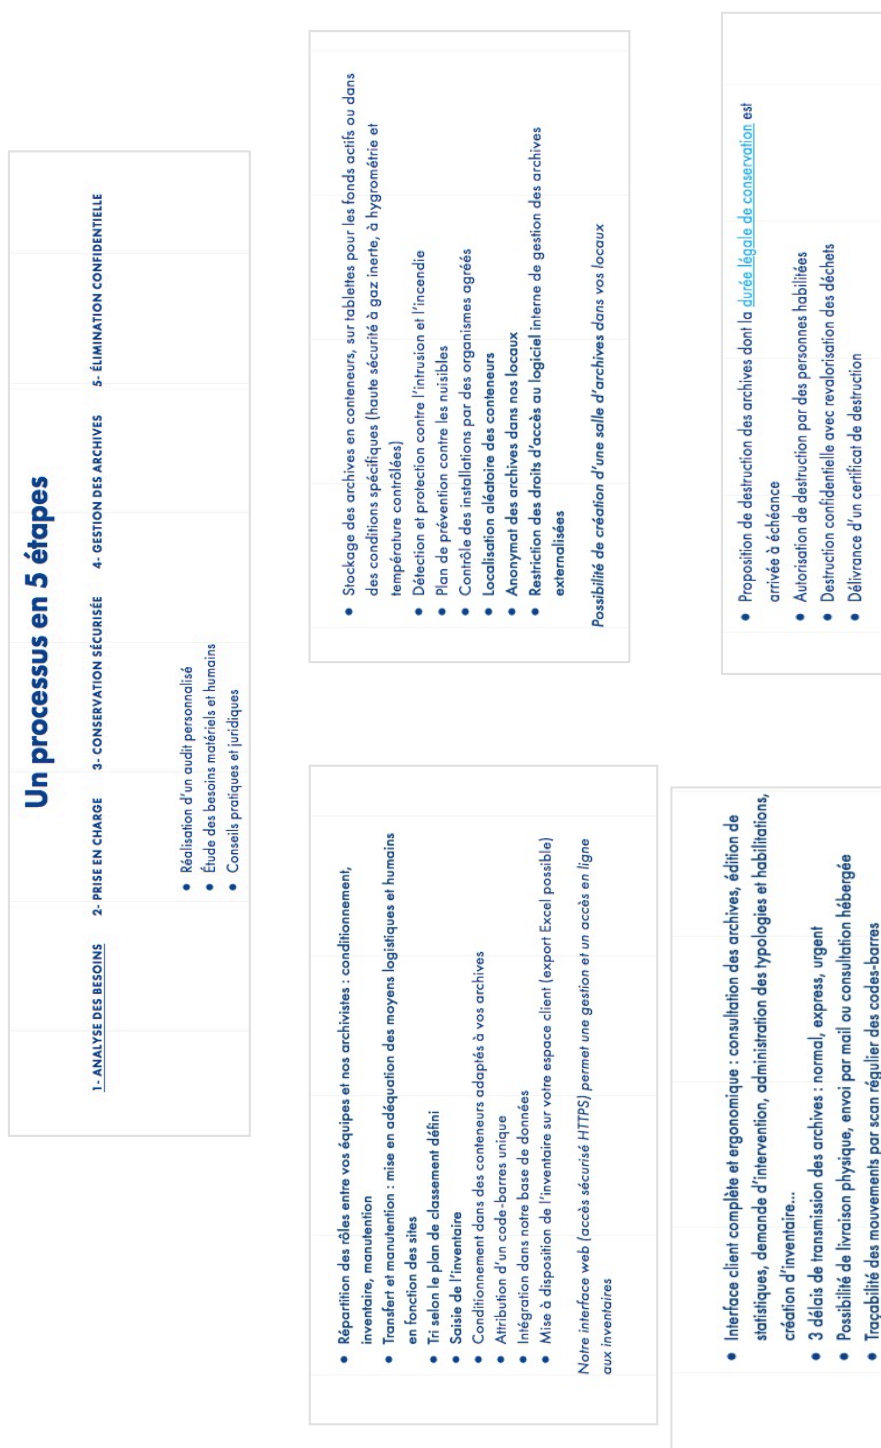 Un processus en 5 étapes
1- ANALYSE DES BESOINS 2- PRISE EN CHARGE 3- CONSERVATION SÉCURISÉE 4- GESTION DES ARCHIVES 5- ÉLIMINATION CONFIDENTIELLE
• Réalisation d'un audit personnalisé
• Étude des besoins matériels et humains
• Conseils pratiques et juridiques
• Répartition des rôles entre vos équipes et nos archivistes : conditionnement,
inventaire, manutention
• Transfert et manutention : mise en adéquation des moyens logistiques et humains
en fonction des sites
• Tri selon le plan de classement défini
• Saisie de l'inventaire
• Conditionnement dans des conteneurs adaptés à vos archives
• Attribution d'un code-barres unique
• Intégration dans notre base de données
• Mise à disposition de l'inventaire sur votre espace client (export Excel possible)
Notre interface web (accès sécurisé HTTPS) permet une gestion et un accès en ligne
aux inventaires
• Stockage des archives en conteneurs, sur tablettes pour les fonds actifs ou dans
des conditions spécifiques (haute sécurité à gaz inerte, à hygrométrie et
température contrôlées)
• Détection et protection contre l'intrusion et l'incendie
• Plan de prévention contre les nuisibles
• Contrôle des installations par des organismes agréés
• Localisation aléatoire des conteneurs
• Anonymat des archives dans nos locaux
• Restriction des droits d'accès au logiciel interne de gestion des archives
externalisées
Possibilité de création d'une salle d'archives dans vos locaux
• Interface client complète et ergonomique : consultation des archives, édition de
statistiques, demande d'intervention, administration des typologies et habilitations,
création d'inventaire...
• 3 délais de transmission des archives : normal, express, urgent
• Possibilité de livraison physique, envoi par mail ou consultation hébergée
• Traçabilité des mouvements par scan régulier des codes-barres
• Proposition de destruction des archives dont la durée légale de conservation est
arrivée à échéance
• Autorisation de destruction par des personnes habilitées
• Destruction confidentielle avec revalorisation des déchets
• Délivrance d'un certificat de destruction